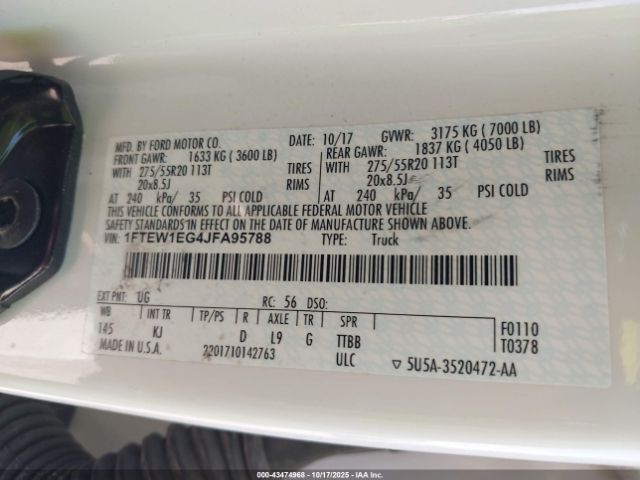 MFD. BY FORD MOTOR CO. DATE: 10/17 GVWR: 3175 KG ( 7000 LB)
FRONT GAWR: 1633 KG ( 3600 LB) REAR GAWR: 1837 KG ( 4050 LB)
WITH 275/55R20 113T TIRES WITH 275/55R20 113T TIRES
20x8.5J RIMS 20x8.5J RIMS
AT 240 kPa/ 35 PSI COLD AT 240 kPa/ 35 PSI COLD
THIS VEHICLE CONFORMS TO ALL APPLICABLE FEDERAL MOTOR VEHICLE
SAFETY STANDARDS IN EFFECT ON THE DATE OF MANUFACTURE SHOWN ABOVE.
VIN: 1FTEW1EG4JFA95788 TYPE: Truck
EXT PNT: UG RC: 56 DSO:
WB INT TR TP/PS R AXLE TR SPR F0110
145 KJ D L9 G TTBB T0378
MADE IN U.S.A. 2201710142763 ULC ▽ 5U5A-3520472-AA
000-43474968 - 10/17/2025 - IAAI, Inc.